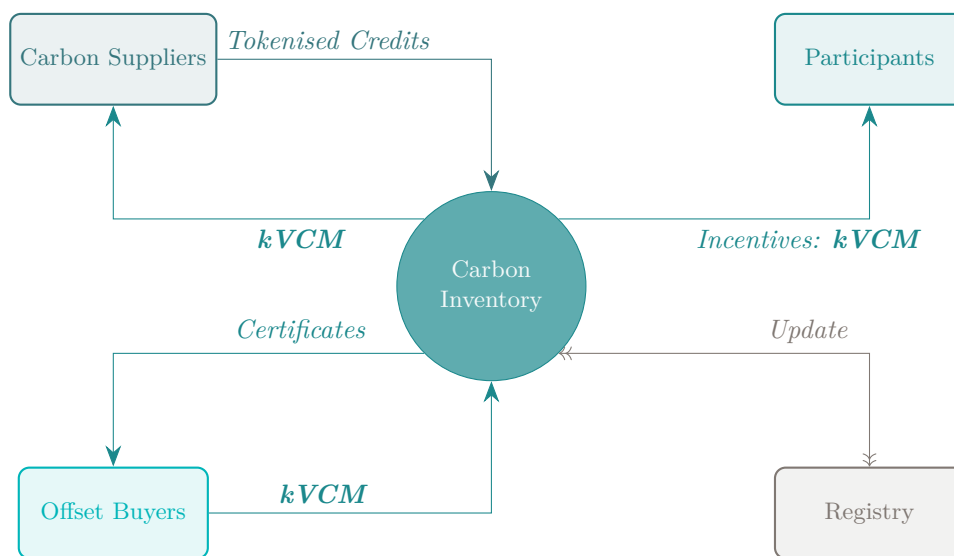 Tokenised Credits
Carbon Suppliers
Participants
kVCM
Incentives: kVCM
Carbon
Inventory
Certificates
Update
kVCM
Offset Buyers
Registry